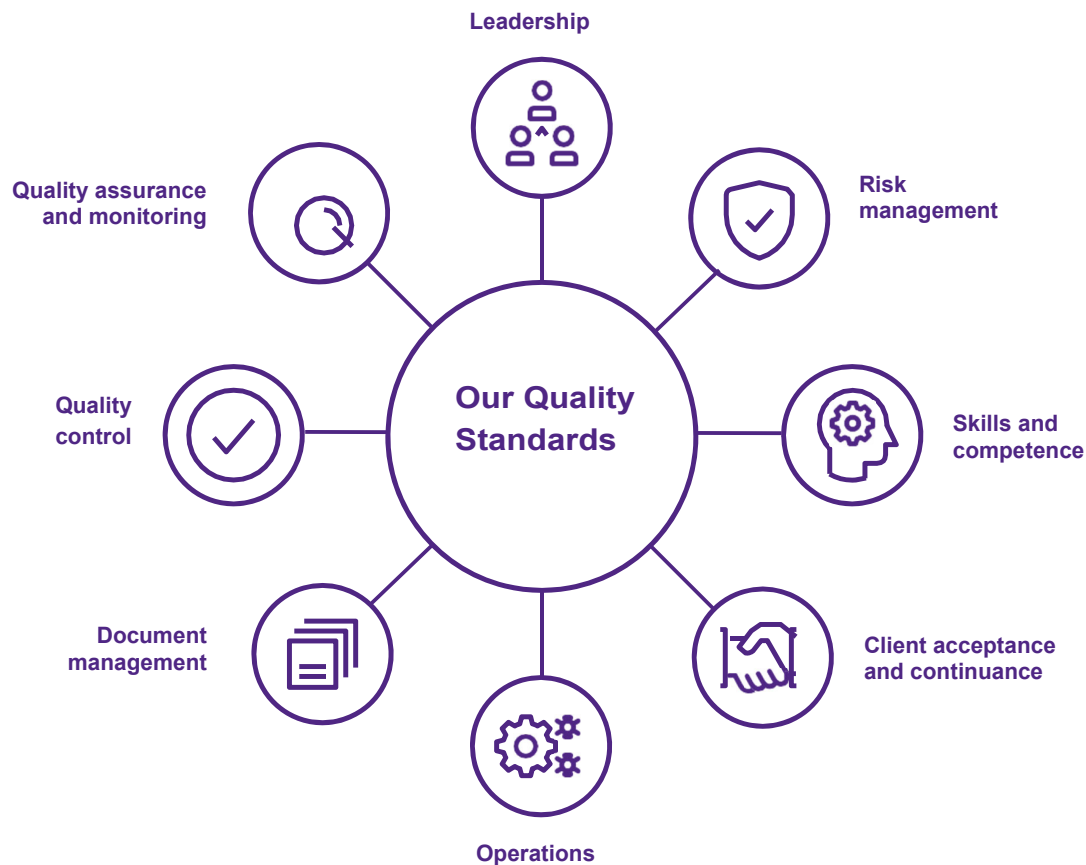 Leadership
Quality assurance
and monitoring
Risk
management
Our Quality
Standards
Quality
control
Skills and
competence
Document
management
Client acceptance
and continuance
Operations